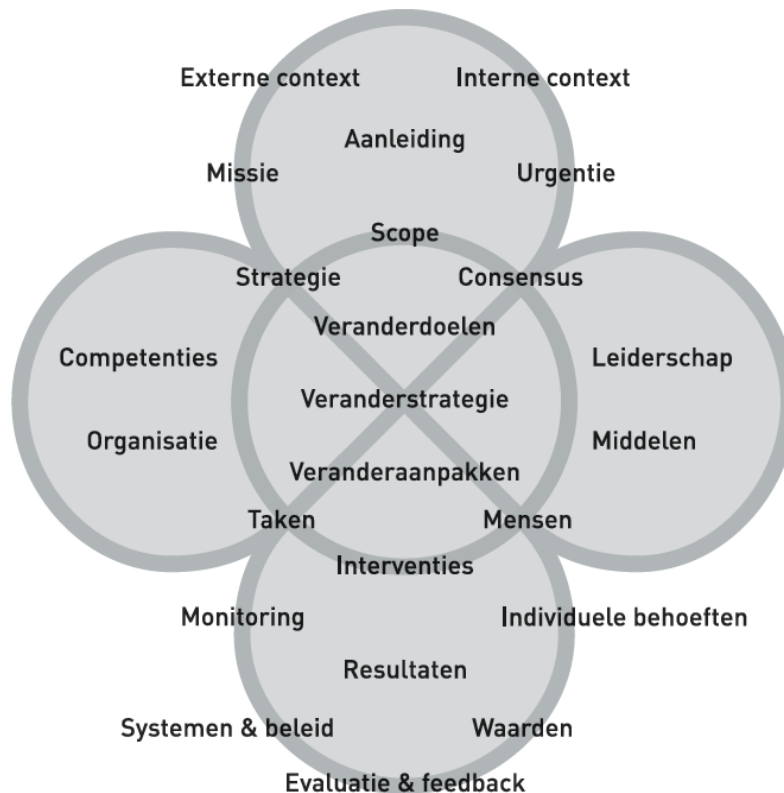 Externe context
Interne context
Aanleiding
Missie
Urgentie
Scope
Strategie
Consensus
Veranderdoelen
Competenties
Leiderschap
Veranderstrategie
Organisatie
Middelen
Veranderaanpakken
Taken
Mensen
Interventies
Monitoring
Individuele behoeften
Resultaten
Systemen & beleid
Waarden
Evaluatie & feedback